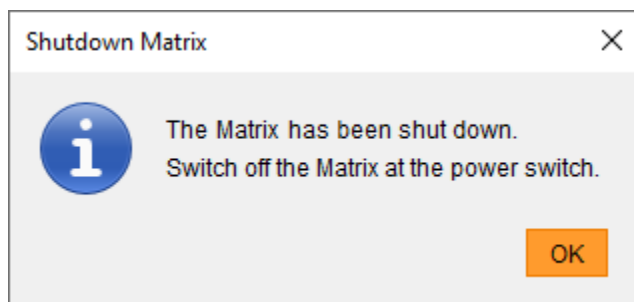 Shutdown Matrix
The Matrix has been shut down.
Switch off the Matrix at the power switch.
OK